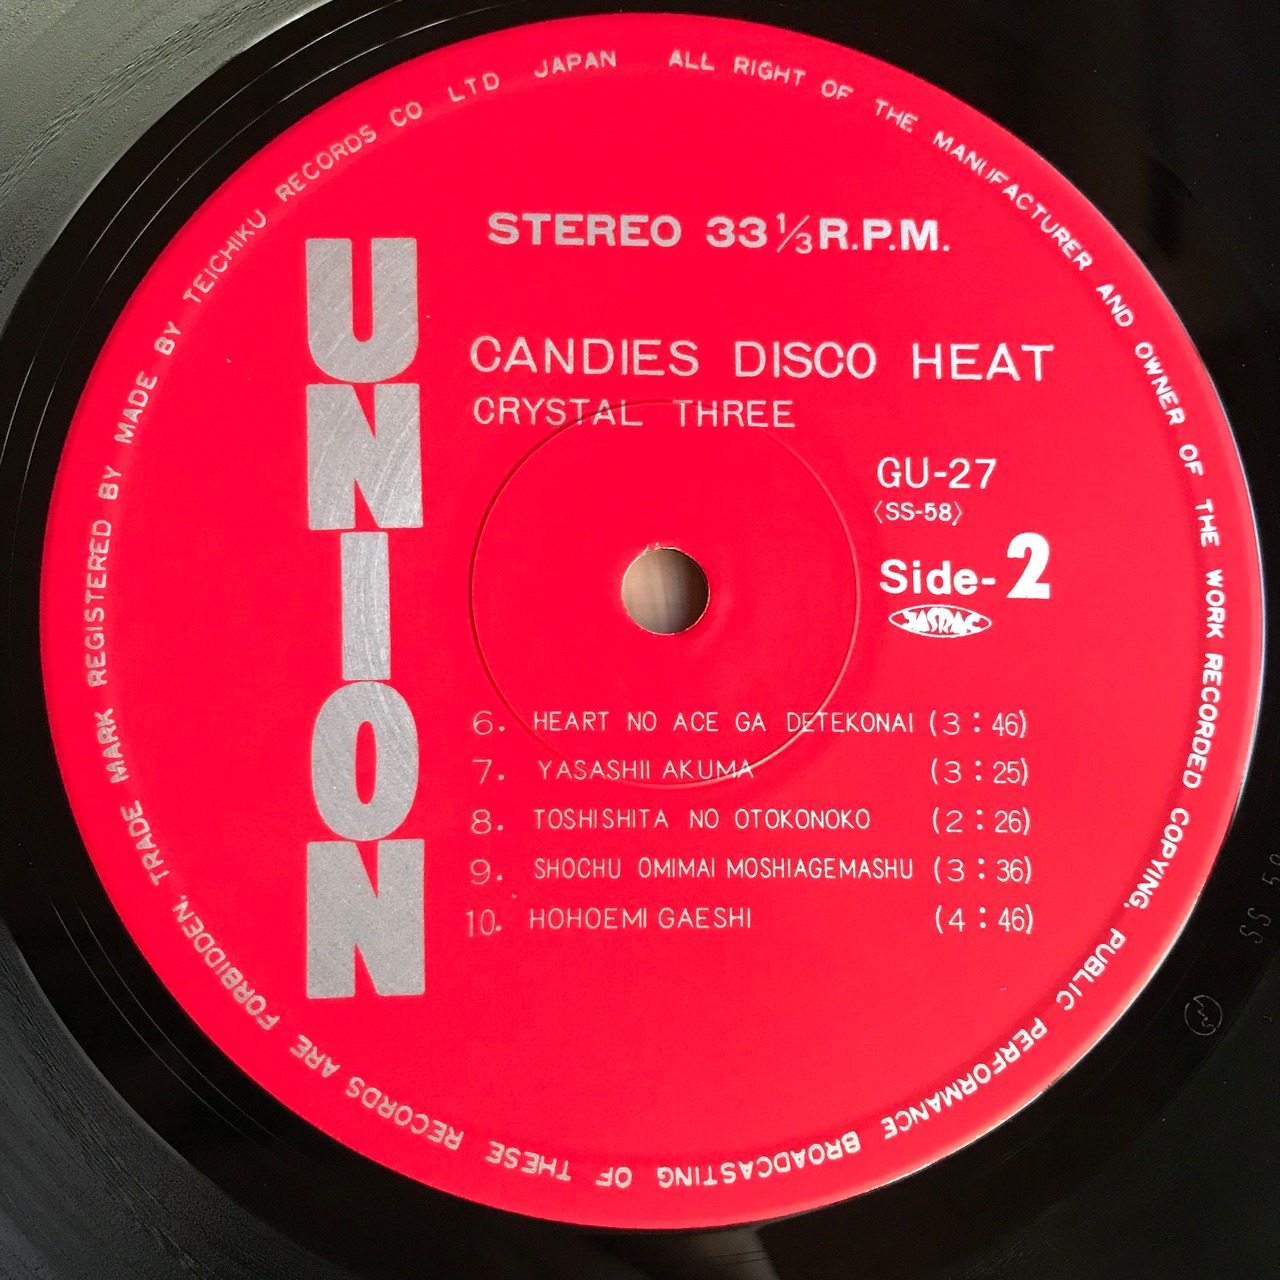 STEREO 33 1/3 R.P.M.
UNION
CANDIES DISCO HEAT
CRYSTAL THREE
GU-27
〈SS-58〉
Side-2
JASRAC
6. HEART NO ACE GA DETEKONAI (3:46)
7. YASASHII AKUMA (3:25)
8. TOSHISHITA NO OTOKONOKO (2:26)
9. SHOCHU OMIMAI MOSHIAGEMASHU (3:36)
10. HOHOEMI GAESHI (4:46)
ALL RIGHT OF THE MANUFACTURER AND OWNER OF THE WORK RECORDED COPYING, PUBLIC PERFORMANCE BROADCASTING OF THESE RECORDS ARE FORBIDDEN, TRADE MARK REGISTERED BY MADE BY TEICHIKU RECORDS CO LTD JAPAN